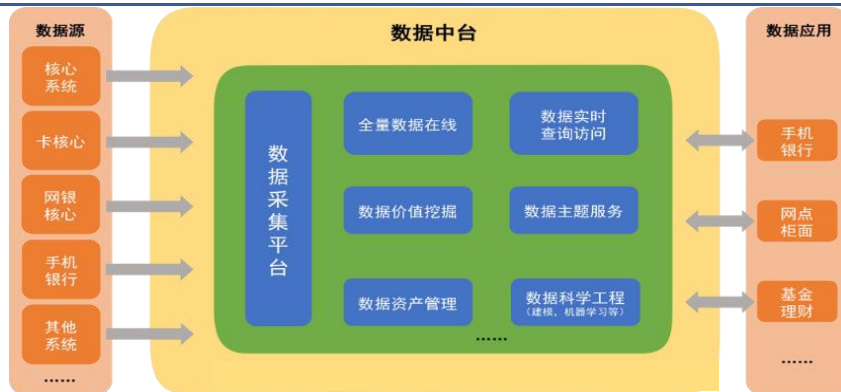 数据源
核心
系统
卡核心
网银
核心
手机
银行
其他
系统
......
数据中台
数
据
采
集
平
台
全量数据在线
数据实时
查询访问
数据价值挖掘
数据主题服务
数据资产管理
数据科学工程
（建模，机器学习等）
......
数据应用
手机
银行
网点
柜面
基金
理财
......